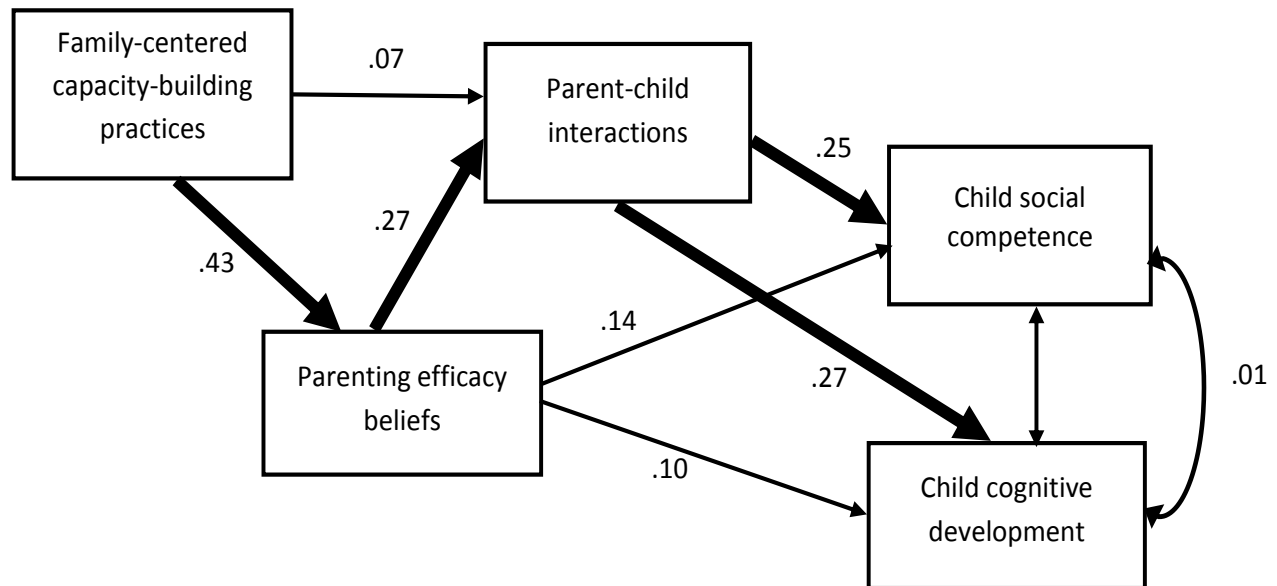 Family-centered
capacity-building
practices
.07
Parent-child
interactions
.25
Child social
competence
.27
.43
.14
.27
.01
Parenting efficacy
beliefs
.10
Child cognitive
development